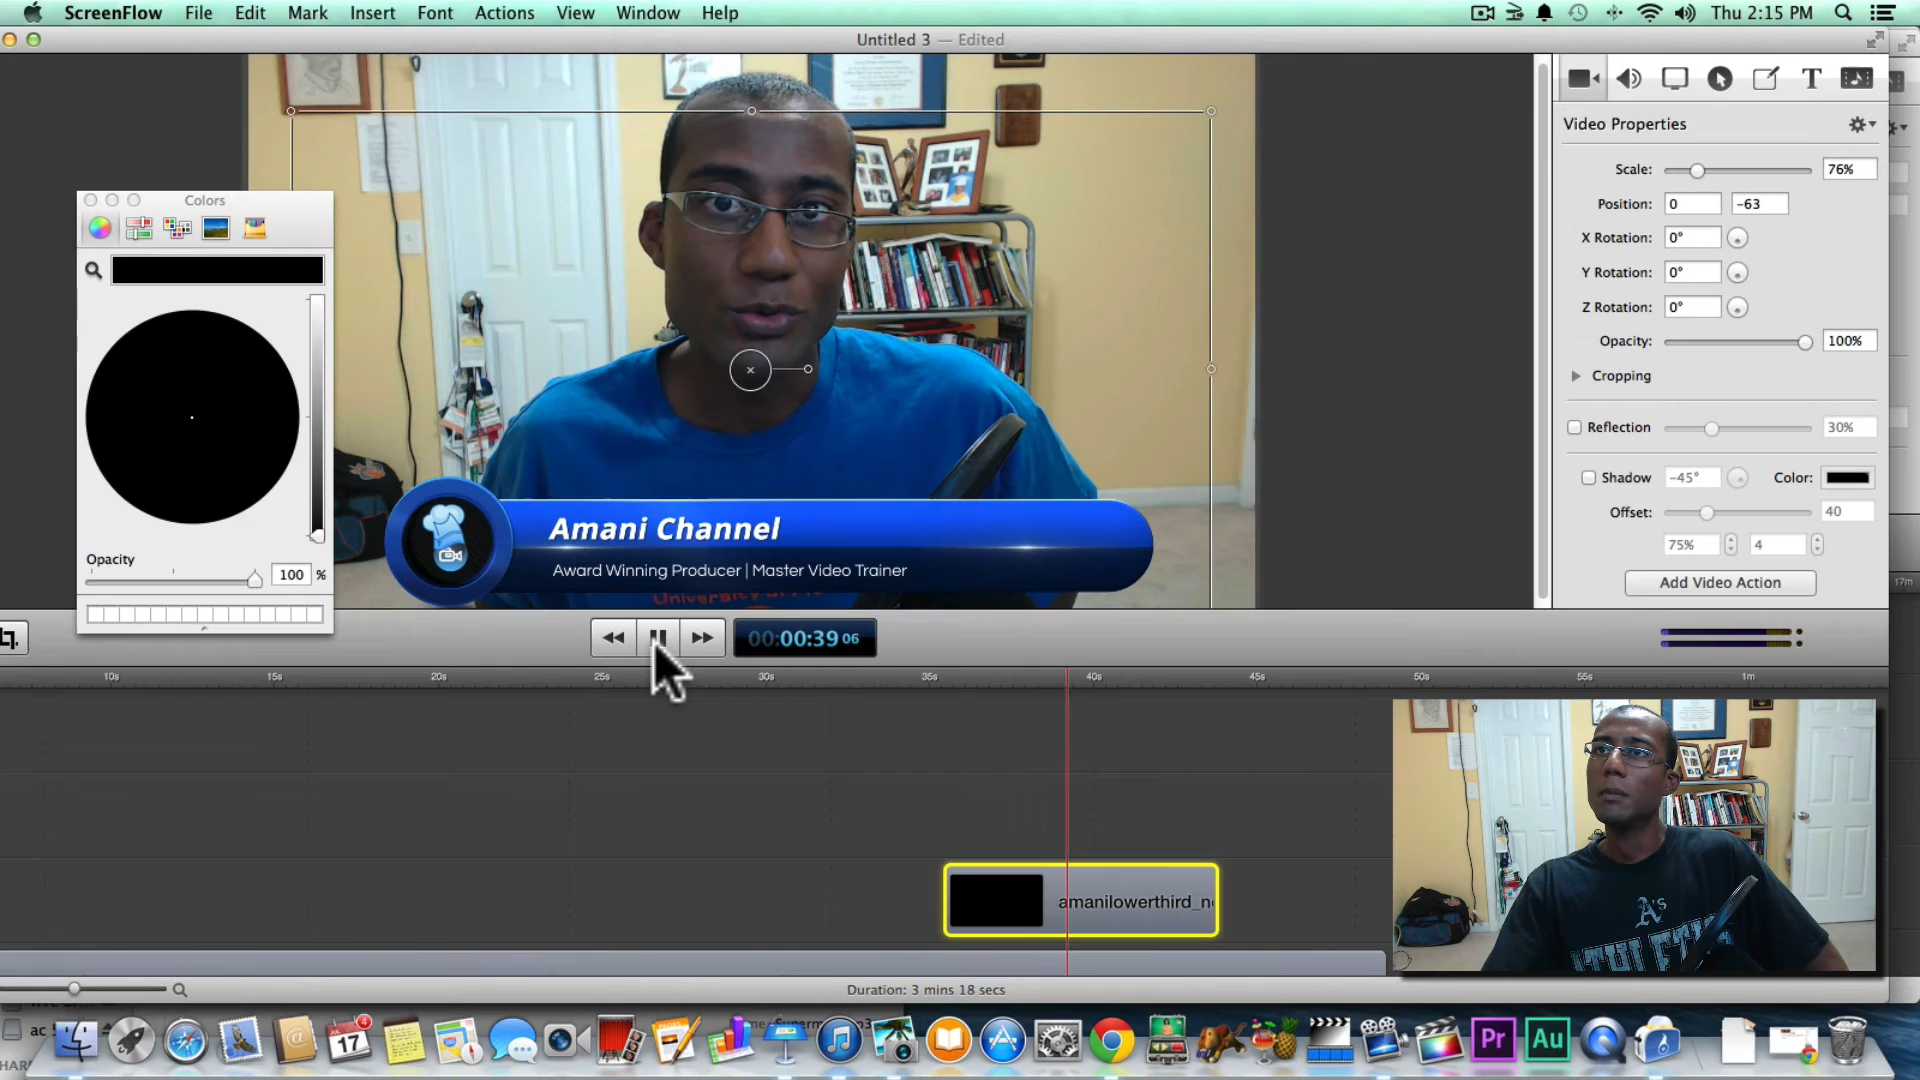 ScreenFlow File Edit Mark Insert Font Actions View Window Help Thu 2:15 PM
Untitled 3 — Edited
Video Properties
Scale: 76%
Position: 0 -63
X Rotation: 0°
Y Rotation: 0°
Z Rotation: 0°
Opacity: 100%
Cropping
Reflection 30%
Shadow -45° Color:
Offset: 40
75% 4
Add Video Action
Colors
Opacity
100 %
Amani Channel
Award Winning Producer | Master Video Trainer
00:00:39 06
10s 15s 20s 25s 30s 35s 40s 45s 50s 55s 1m
17m
amanilowerthird_n
A's
ATHLETI
Duration: 3 mins 18 secs
ac
4
17
Pr
Au